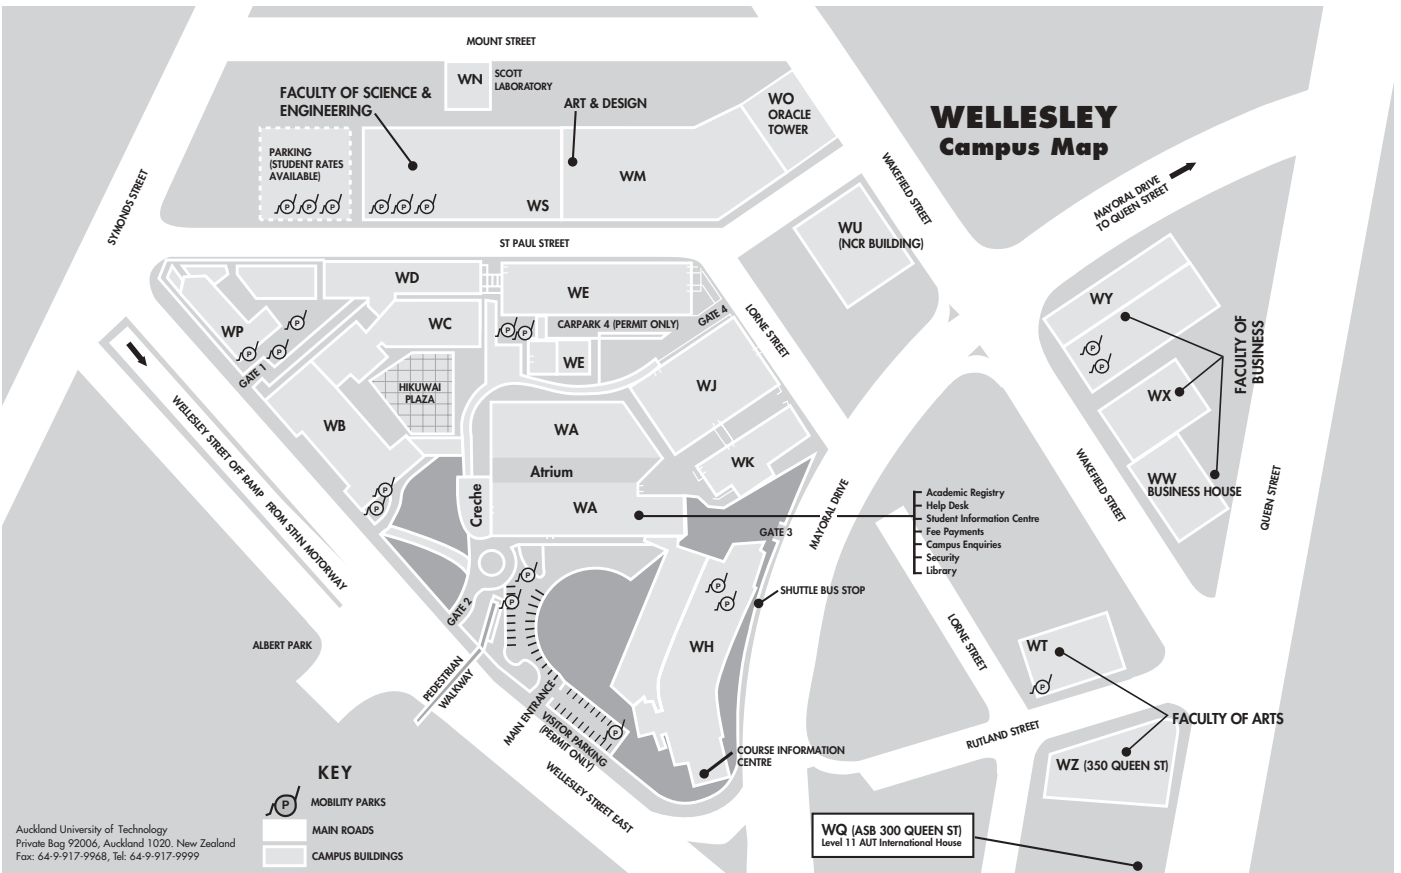 MOUNT STREET
WN
SCOTT
LABORATORY
FACULTY OF SCIENCE &
ENGINEERING
ART & DESIGN
WO
ORACLE
TOWER
WELLESLEY
Campus Map
PARKING
(STUDENT RATES
AVAILABLE)
P
P
P
P
P
P
WS
WM
SYMONDS STREET
WAKEFIELD STREET
MAYORAL DRIVE
TO QUEEN STREET
ST PAUL STREET
WU
(NCR BUILDING)
WD
WE
WP
P
P
P
GATE 1
WC
P
P
CARPARK 4 (PERMIT ONLY)
GATE 4
LORNE STREET
WE
WY
P
P
FACULTY OF
BUSINESS
HIKUWAI
PLAZA
WJ
WX
WB
WA
WK
Atrium
WA
Creche
P
P
WELLESLEY STREET OFF RAMP FROM STHN MOTORWAY
WAKEFIELD STREET
WW
BUSINESS HOUSE
QUEEN STREET
MAYORAL DRIVE
GATE 3
Academic Registry
Help Desk
Student Information Centre
Fee Payments
Campus Enquiries
Security
Library
P
P
P
P
SHUTTLE BUS STOP
GATE 2
ALBERT PARK
PEDESTRIAN
WALKWAY
WH
LORNE STREET
WT
P
FACULTY OF ARTS
MAIN ENTRANCE
VISITOR PARKING
(PERMIT ONLY)
P
RUTLAND STREET
COURSE INFORMATION
CENTRE
WZ (350 QUEEN ST)
WELLESLEY STREET EAST
KEY
P
MOBILITY PARKS
MAIN ROADS
CAMPUS BUILDINGS
WQ (ASB 300 QUEEN ST)
Level 11 AUT International House
Auckland University of Technology
Private Bag 92006, Auckland 1020. New Zealand
Fax: 64-9-917-9968, Tel: 64-9-917-9999